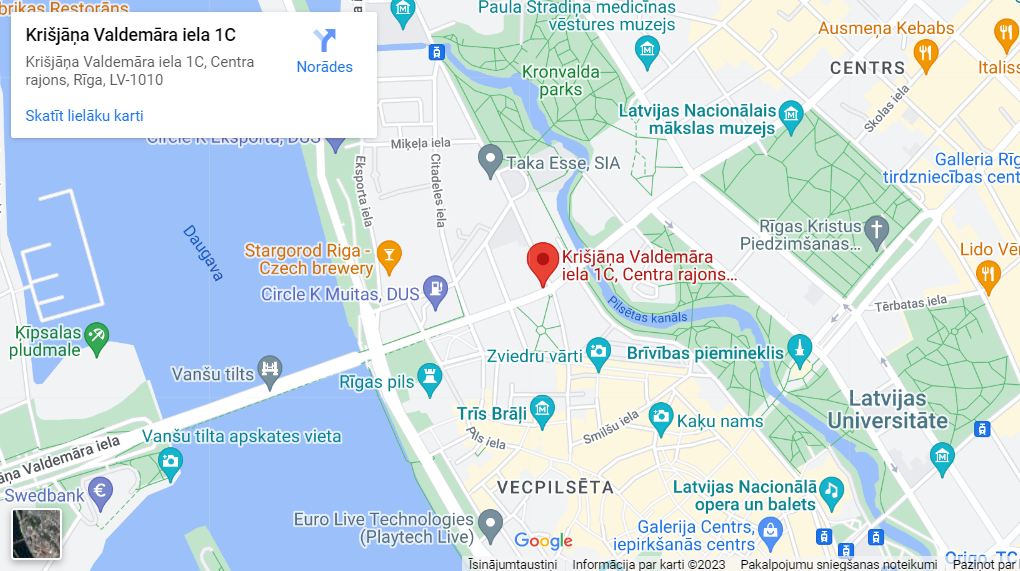 abrikas Restorāns
Krišjāņa Valdemāra iela 1C
Krišjāņa Valdemāra iela 1C, Centra
rajons, Rīga, LV-1010
Norādes
Skatīt lielāku karti
Paula Stradiņa medicīnas
vēstures muzejs
Ausmeņa Kebabs
Italiss
Kronvalda
parks
CENTRS
Skolas iela
Latvijas Nacionālais
mākslas muzejs
Circle K Eksporta, DUS
Miķeļa iela
Taka Esse, SIA
Galleria Rīg
tirdzniecības cent
Eksporta iela
Citadeles iela
Rīgas Kristus
Piedzimšanas...
Daugava
Stargorod Riga -
Czech brewery
Lido Vēr
Krišjāņa Valdemāra
iela 1C, Centra rajons...
Circle K Muitas, DUS
Tērbatas iela
Pilsētas kanāls
Ķīpsalas
pludmale
Zviedru vārti
Brīvības piemineklis
Vanšu tilts
Rīgas pils
Latvijas
Universitāte
Trīs Brāļi
Kaķu nams
Smilšu iela
Vanšu tilta apskates vieta
Als iela
āņa Valdemāra iela
VECPILSĒTA
Swedbank
Latvijas Nacionālā
opera un balets
Euro Live Technologies
(Playtech Live)
Galerija Centrs,
iepirkšanās centrs
Google
Origo, TC
Īsinājumtaustiņi
Informācija par karti ©2023
Pakalpojumu sniegšanas noteikumi
Paziņot par